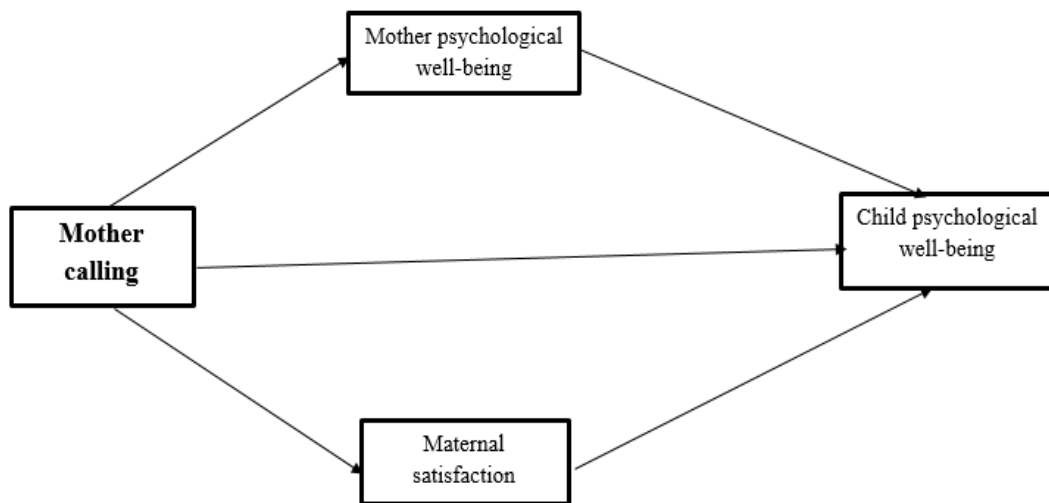 Mother psychological
well-being
Mother
calling
Child psychological
well-being
Maternal
satisfaction